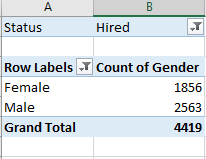 A B
Status Hired
Row Labels Count of Gender
Female 1856
Male 2563
Grand Total 4419